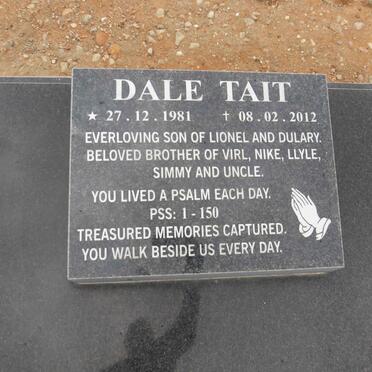 DALE TAIT
★ 27.12.1981 ✝ 08.02.2012
EVERLOVING SON OF LIONEL AND DULARY.
BELOVED BROTHER OF VIRL, NIKE, LLYLE,
SIMMY AND UNCLE.
YOU LIVED A PSALM EACH DAY.
PSS: 1 - 150
TREASURED MEMORIES CAPTURED.
YOU WALK BESIDE US EVERY DAY.